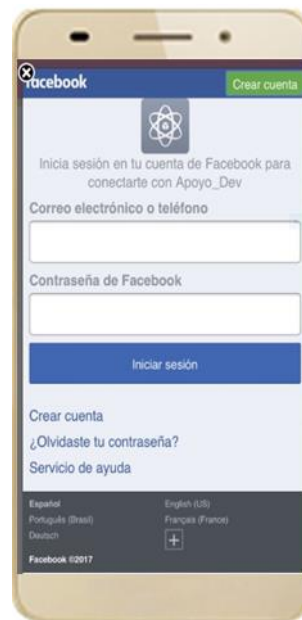 facebook
Crear cuenta
Inicia sesión en tu cuenta de Facebook para
conectarte con Apoyo_Dev
Correo electrónico o teléfono
Contraseña de Facebook
Iniciar sesión
Crear cuenta
¿Olvidaste tu contraseña?
Servicio de ayuda
Español
English (US)
Português (Brasil)
Français (France)
Deutsch
Facebook ©2017